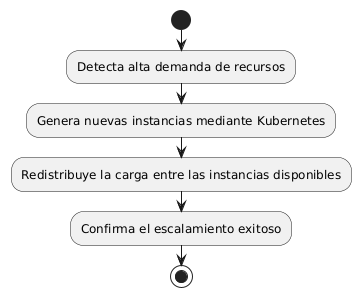 Detecta alta demanda de recursos
Genera nuevas instancias mediante Kubernetes
Redistribuye la carga entre las instancias disponibles
Confirma el escalamiento exitoso